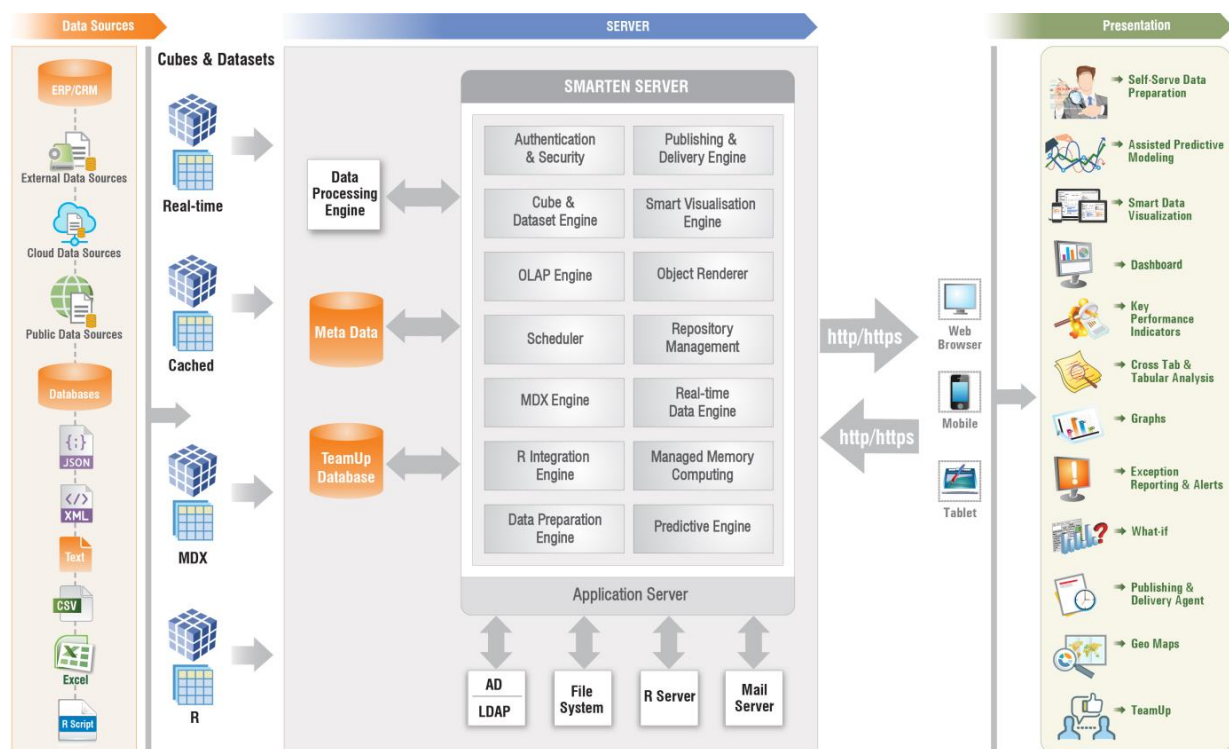 Data Sources
SERVER
Presentation
ERP/CRM
External Data Sources
Cloud Data Sources
Public Data Sources
Databases
{;}
JSON
</>
XML
Text
CSV
Excel
R Script
Cubes & Datasets
Real-time
Cached
MDX
R
Data
Processing
Engine
Meta Data
TeamUp
Database
SMARTEN SERVER
Authentication
& Security
Publishing &
Delivery Engine
Cube &
Dataset Engine
Smart Visualisation
Engine
OLAP Engine
Object Renderer
Scheduler
Repository
Management
MDX Engine
Real-time
Data Engine
R Integration
Engine
Managed Memory
Computing
Data Preparation
Engine
Predictive Engine
Application Server
AD
LDAP
File
System
R Server
Mail
Server
http/https
http/https
Web
Browser
Mobile
Tablet
Self-Serve Data
Preparation
Assisted Predictive
Modeling
Smart Data
Visualization
Dashboard
Key
Performance
Indicators
Cross Tab &
Tabular Analysis
Graphs
Exception
Reporting & Alerts
What-if
Publishing &
Delivery Agent
Geo Maps
TeamUp